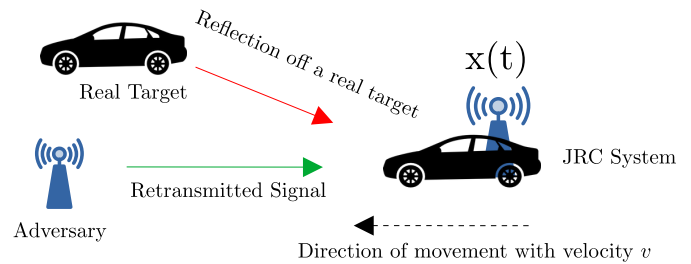 Reflection off a real target
x(t)
Real Target
JRC System
Retransmitted Signal
Adversary
Direction of movement with velocity v